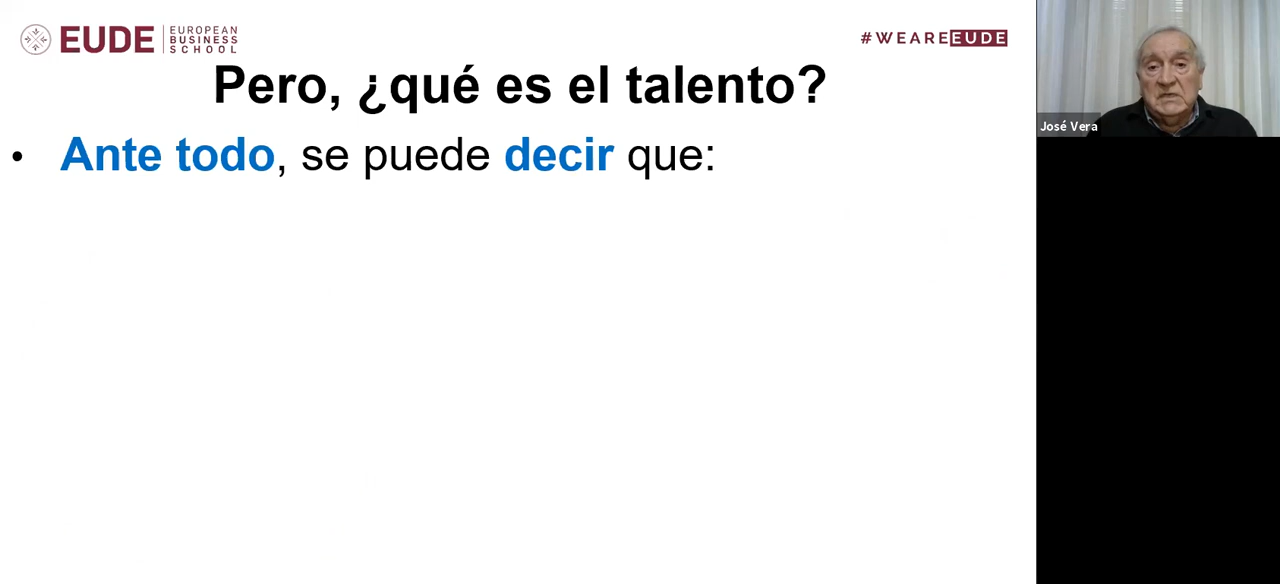 EUDE EUROPEAN
BUSINESS
SCHOOL
#WEAREEUDE
Pero, ¿qué es el talento?
• Ante todo, se puede decir que:
José Vera